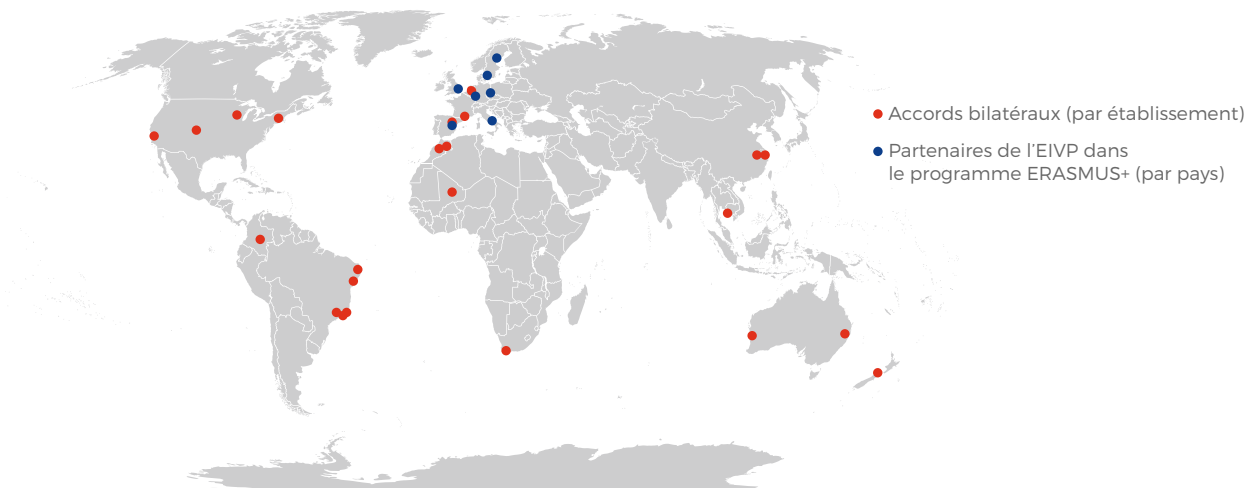 Accords bilatéraux (par établissement)
Partenaires de l’EIVP dans
le programme ERASMUS+ (par pays)